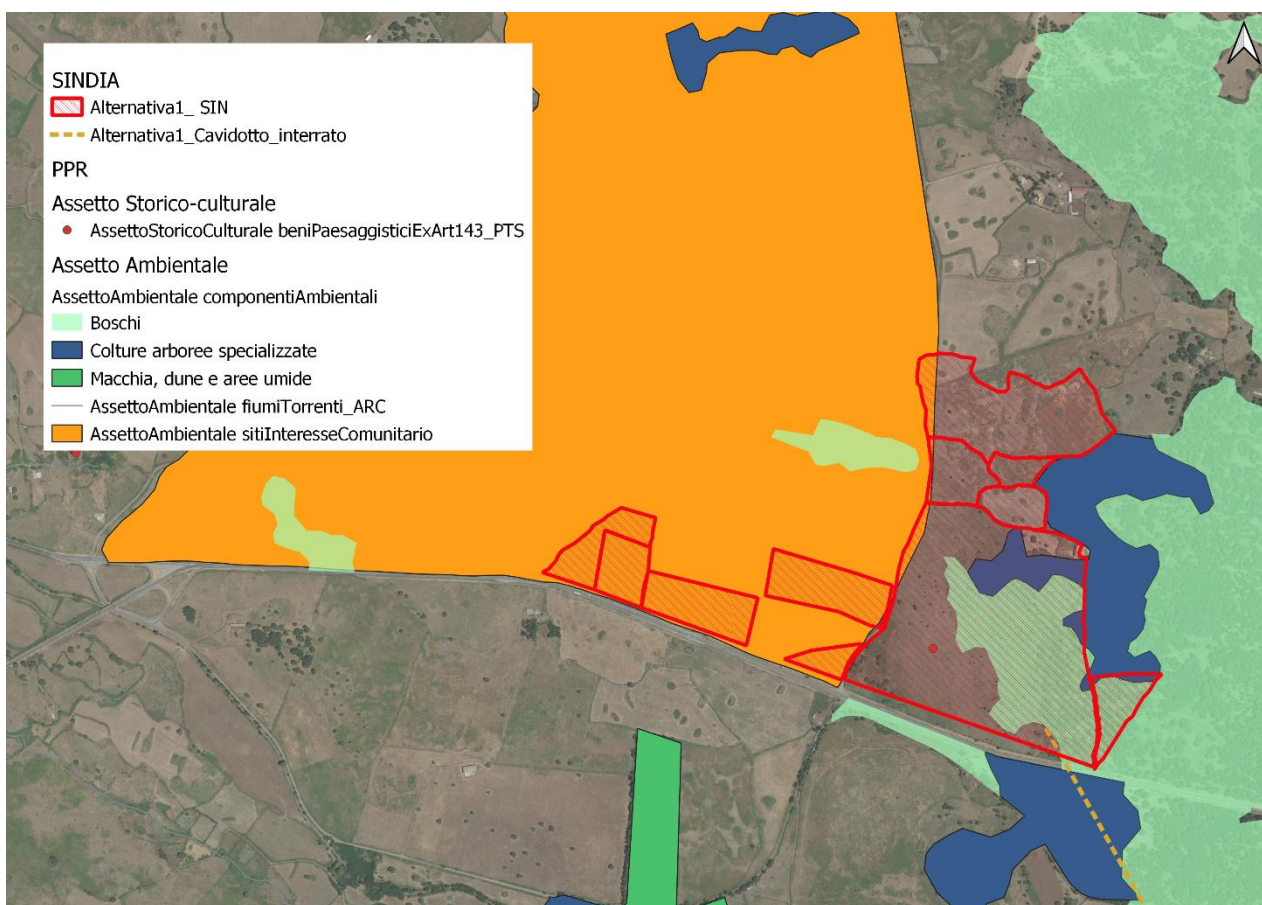 SINDIA
Alternativa1_ SIN
Alternativa1_Cavidotto_interrato
PPR
Assetto Storico-culturale
AssettoStoricoCulturale beniPaesaggisticiExArt143_PTS
Assetto Ambientale
AssettoAmbientale componentiAmbientali
Boschi
Colture arboree specializzate
Macchia, dune e aree umide
AssettoAmbientale fiumiTorrenti_ARC
AssettoAmbientale sitiInteresseComunitario